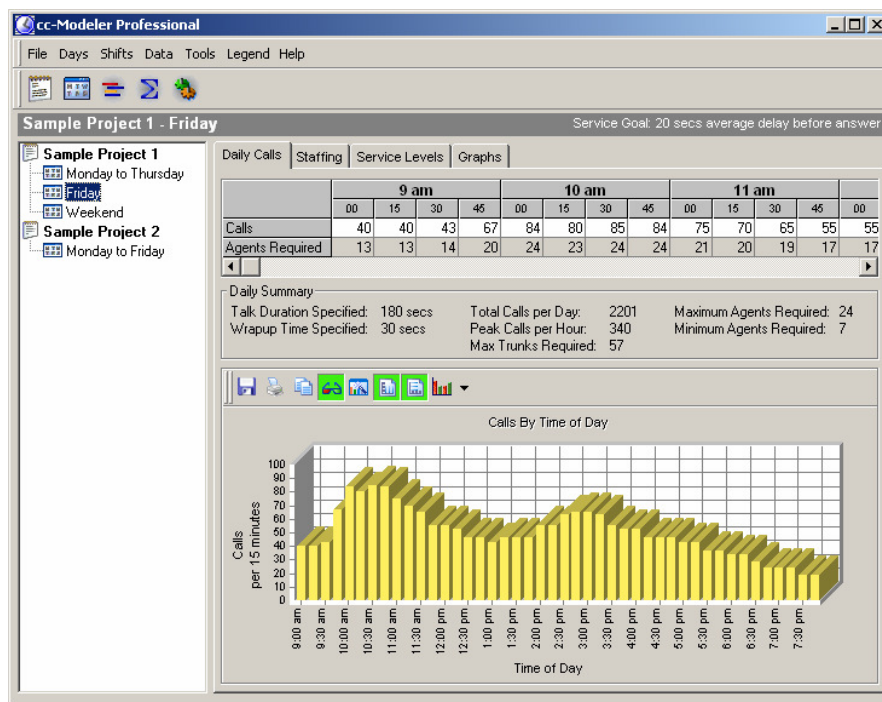 cc-Modeler Professional
File Days Shifts Data Tools Legend Help
Sample Project 1 - Friday
Service Goal: 20 secs average delay before answer
Sample Project 1
Monday to Thursday
Friday
Weekend
Sample Project 2
Monday to Friday
Daily Calls Staffing Service Levels Graphs
9 am 10 am 11 am
00 15 30 45 00 15 30 45 00 15 30 45 00
Calls 40 40 43 67 84 80 85 84 75 70 65 55 55
Agents Required 13 13 14 20 24 23 24 24 21 20 19 17 17
Daily Summary
Talk Duration Specified: 180 secs Total Calls per Day: 2201 Maximum Agents Required: 24
Wrapup Time Specified: 30 secs Peak Calls per Hour: 340 Minimum Agents Required: 7
Max Trunks Required: 57
Calls By Time of Day
100
90
80
70
60
50
40
30
20
10
0
Calls
per 15 minutes
9:00 am
9:30 am
10:00 am
10:30 am
11:00 am
11:30 am
12:00 pm
12:30 pm
1:00 pm
1:30 pm
2:00 pm
2:30 pm
3:00 pm
3:30 pm
4:00 pm
4:30 pm
5:00 pm
5:30 pm
6:00 pm
6:30 pm
7:00 pm
7:30 pm
Time of Day